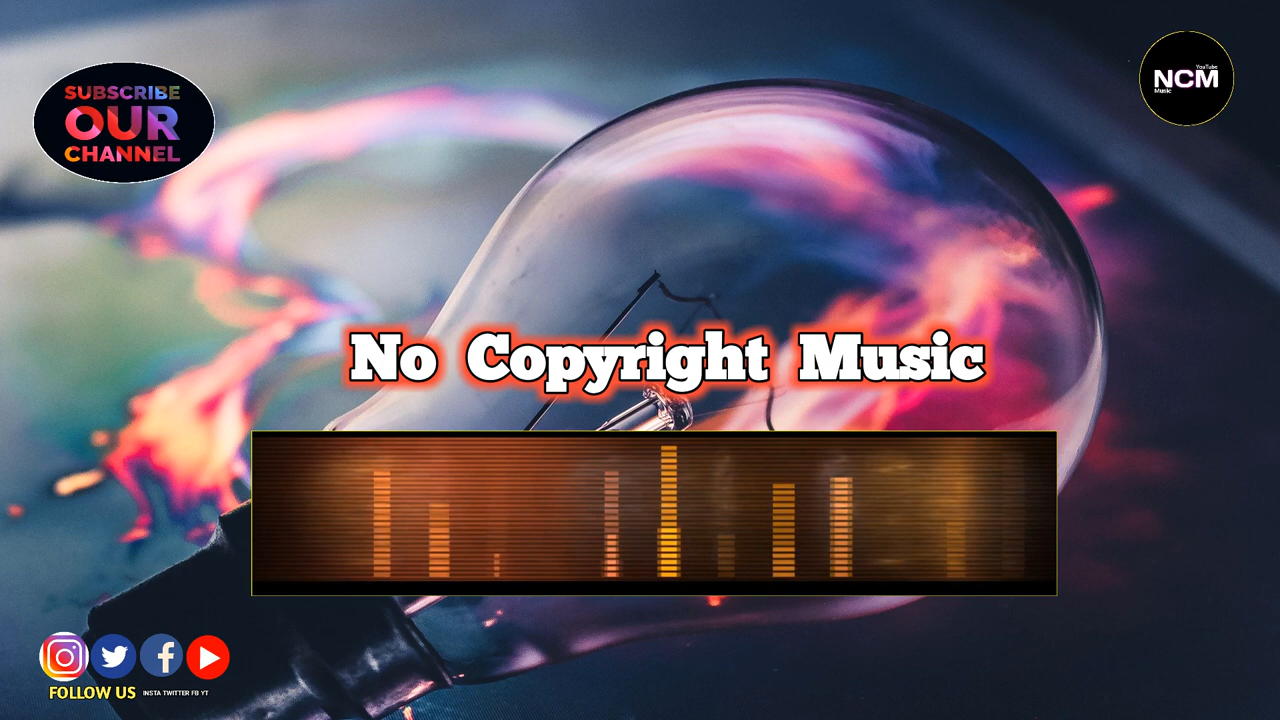 SUBSCRIBE
OUR
CHANNEL
YouTube
NCM
Music
No Copyright Music
FOLLOW US INSTA TWITTER FB YT